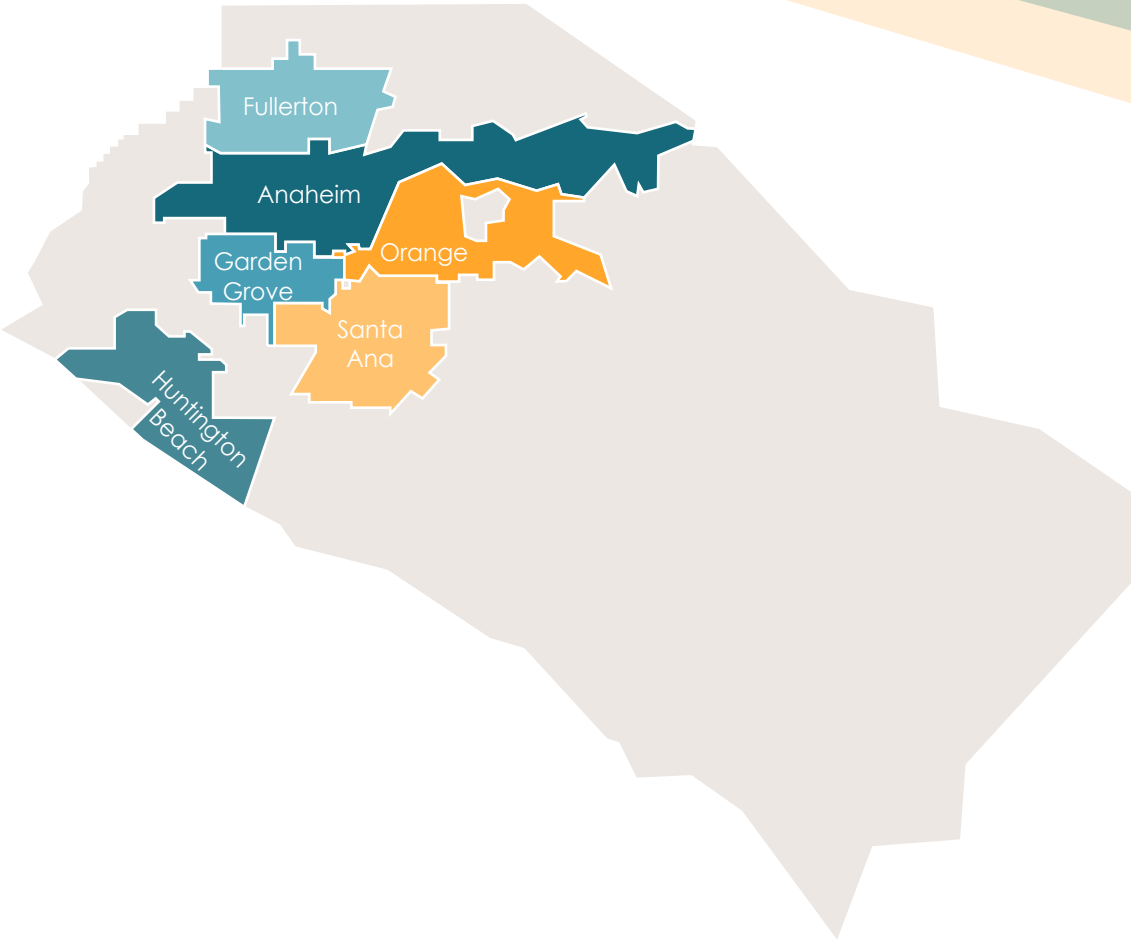 Fullerton
Anaheim
Orange
Garden
Grove
Santa
Ana
Huntington
Beach